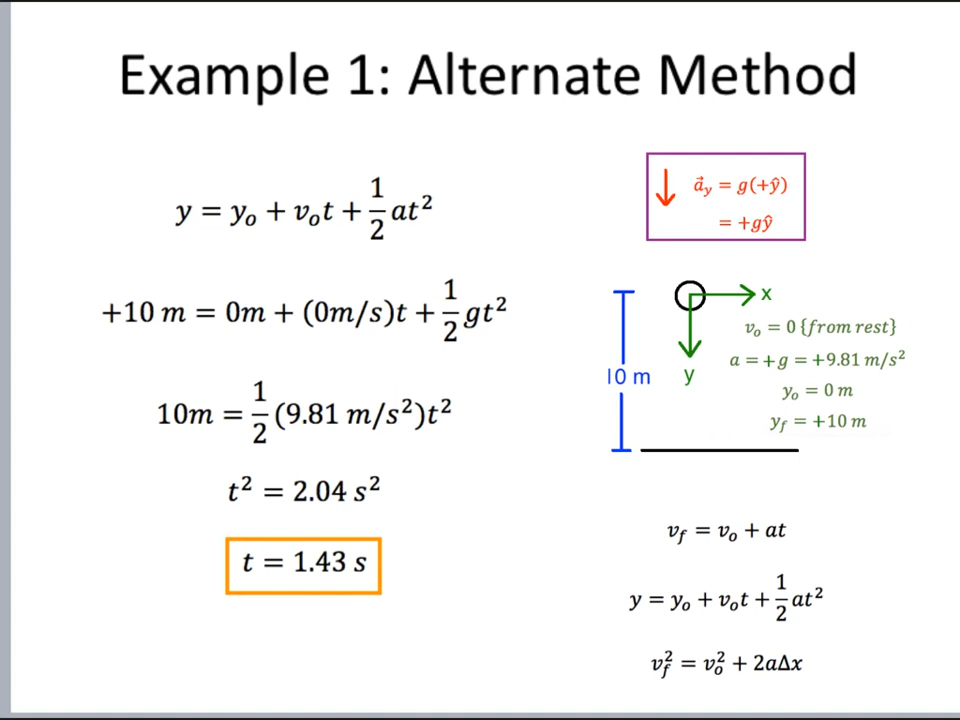 Example 1: Alternate Method
y = y₀ + v₀t + 1/2 at²
+10 m = 0m + (0m/s)t + 1/2 gt²
10m = 1/2 (9.81 m/s²)t²
t² = 2.04 s²
t = 1.43 s
↓ a⃗ᵧ = g(+ŷ)
= +gŷ
x
y
10 m
v₀ = 0 {from rest}
a = +g = +9.81 m/s²
y₀ = 0 m
y_f = +10 m
v_f = v₀ + at
y = y₀ + v₀t + 1/2 at²
v_f² = v₀² + 2aΔx